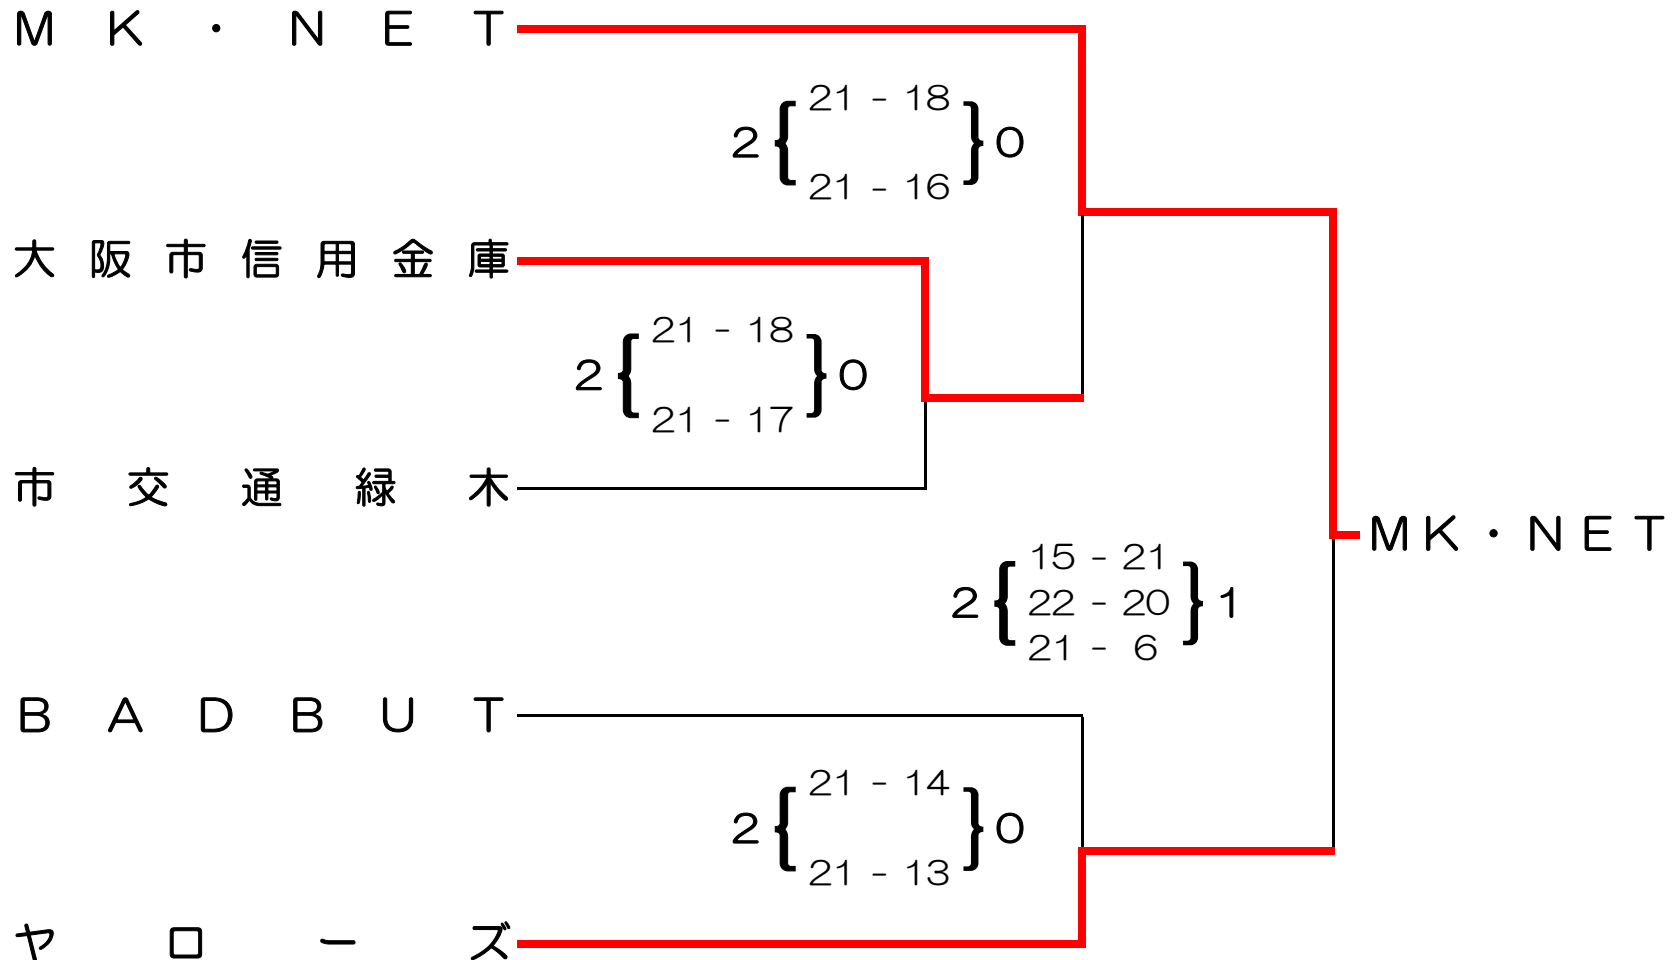 MK・NET
21 - 18
2 { } 0
21 - 16
大阪市信用金庫
21 - 18
2 { } 0
21 - 17
市交通緑木
MK・NET
15 - 21
2 { 22 - 20 } 1
21 - 6
BADBUT
21 - 14
2 { } 0
21 - 13
ヤローズ